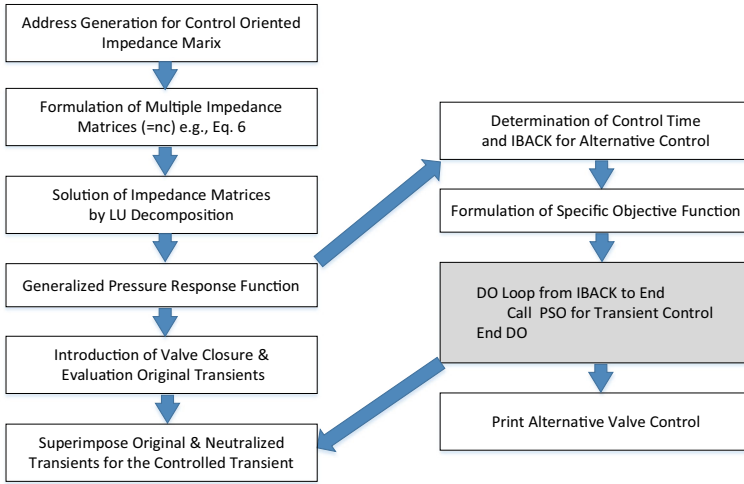 Address Generation for Control Oriented
Impedance Marix
Formulation of Multiple Impedance
Matrices (=nc) e.g., Eq. 6
Solution of Impedance Matrices
by LU Decomposition
Generalized Pressure Response Function
Introduction of Valve Closure &
Evaluation Original Transients
Superimpose Original & Neutralized
Transients for the Controlled Transient
Determination of Control Time
and IBACK for Alternative Control
Formulation of Specific Objective Function
DO Loop from IBACK to End
Call PSO for Transient Control
End DO
Print Alternative Valve Control